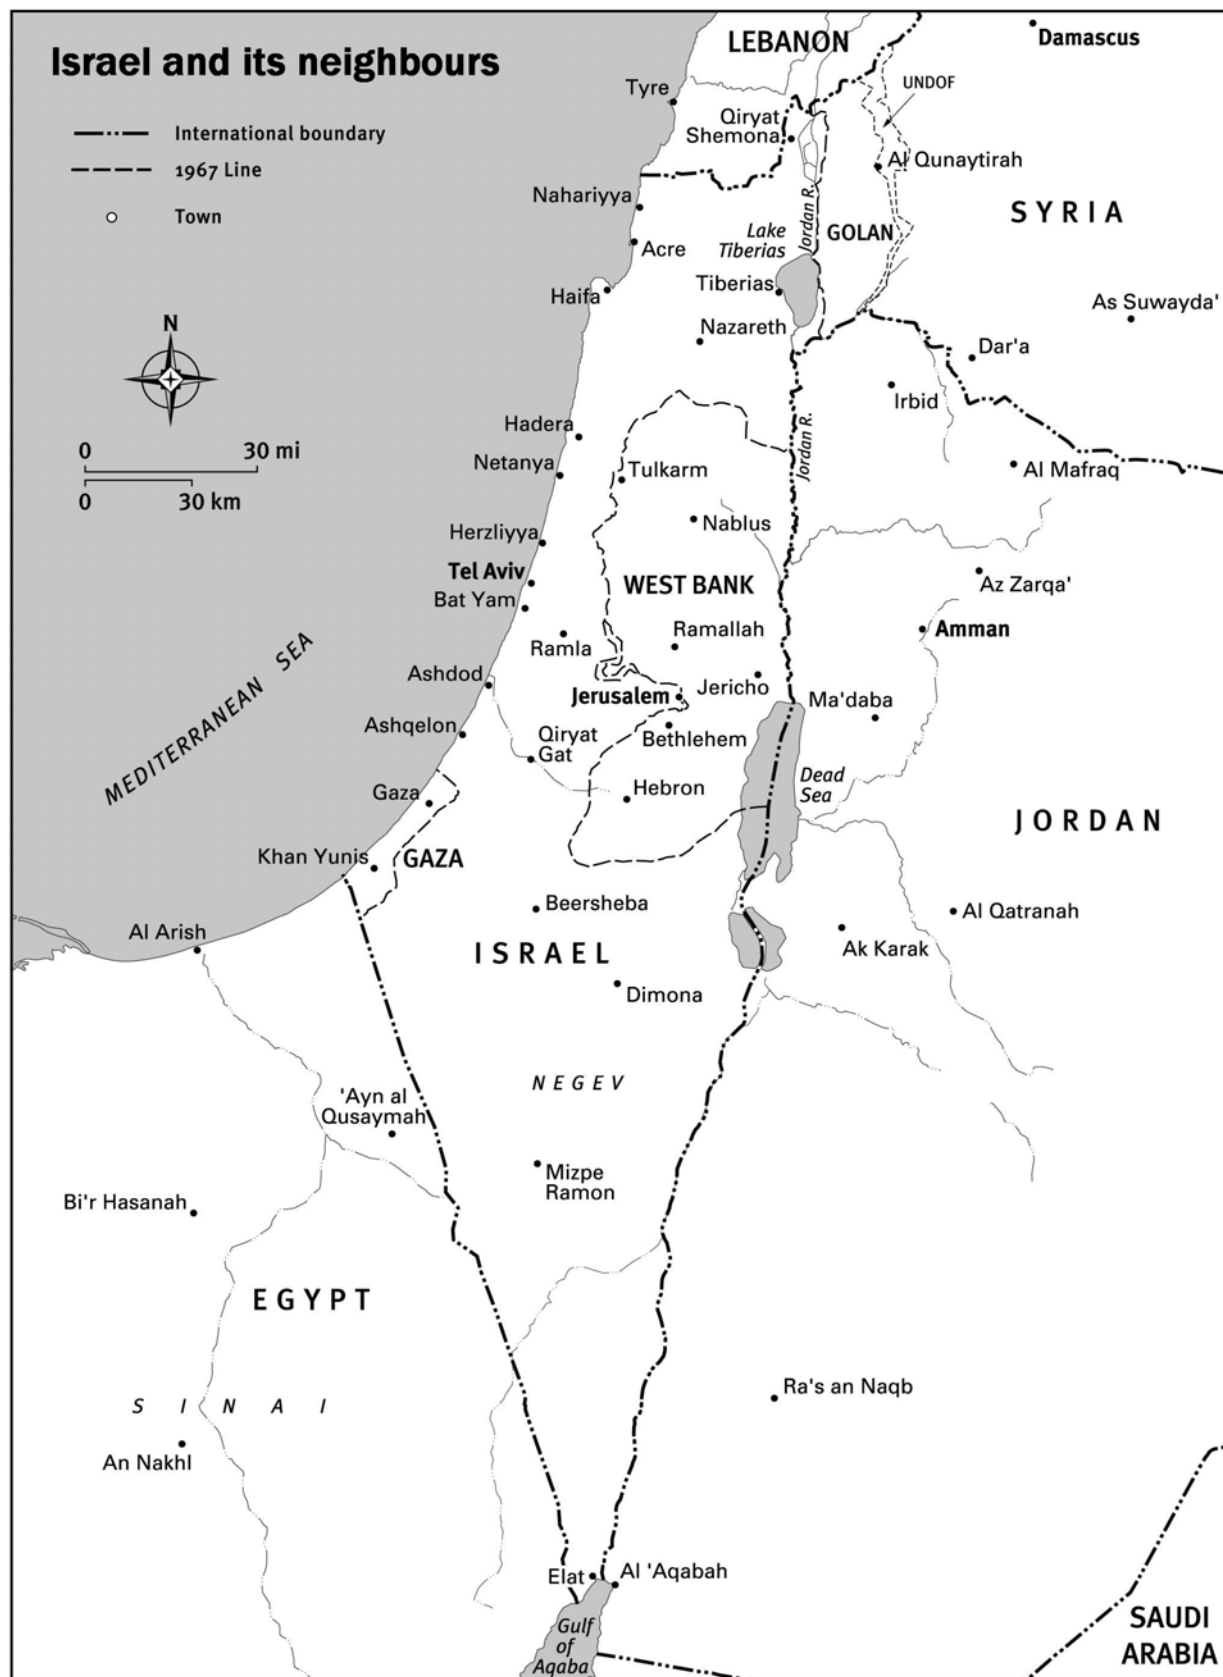 Israel and its neighbours
International boundary
1967 Line
Town
N
0 30 mi
0 30 km
LEBANON
Damascus
UNDOF
Tyre
Qiryat
Shemona
Al Qunaytirah
SYRIA
Nahariyya
Jordan R.
Lake
Tiberias
GOLAN
Acre
Tiberias
Haifa
As Suwayda'
Nazareth
Dar'a
Irbid
Hadera
Jordan R.
Netanya
Tulkarm
Al Mafraq
Nablus
Herzliyya
Tel Aviv
WEST BANK
Az Zarqa'
Bat Yam
Ramallah
Amman
Ramla
MEDITERRANEAN SEA
Ashdod
Jericho
Jerusalem
Ma'daba
Ashqelon
Qiryat
Gat
Bethlehem
Dead
Sea
Gaza
Hebron
JORDAN
Khan Yunis
GAZA
Beersheba
Al Qatranah
Al Arish
ISRAEL
Ak Karak
Dimona
NEGEV
'Ayn al
Qusaymah
Mizpe
Ramon
Bi'r Hasanah
EGYPT
Ra's an Naqb
SINAI
An Nakhl
Elat
Al 'Aqabah
Gulf
of
Aqaba
SAUDI
ARABIA